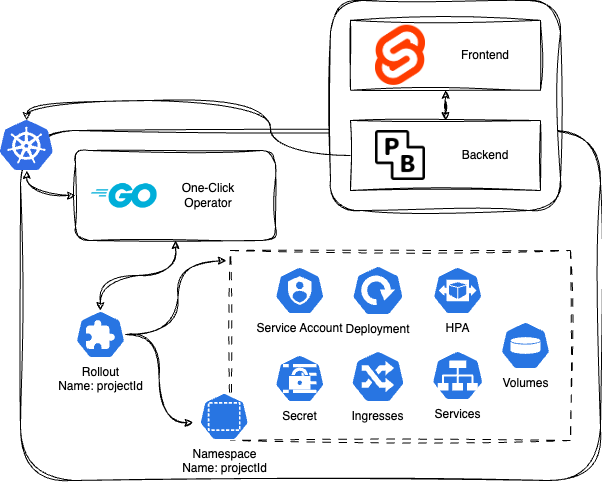 Frontend
P
B
Backend
GO
One-Click
Operator
Service Account
Deployment
HPA
Rollout
Name: projectId
Volumes
Secret
Ingresses
Services
Namespace
Name: projectId